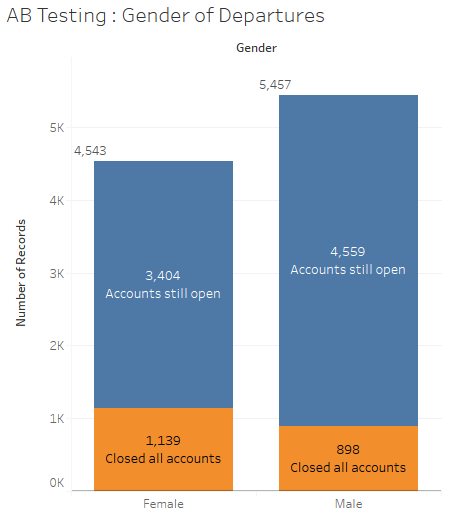 AB Testing : Gender of Departures
Gender
5,457
5K
4,543
4K
4,559
Accounts still open
3,404
Accounts still open
3K
Number of Records
2K
1K
1,139
Closed all accounts
898
Closed all accounts
0K
Female
Male